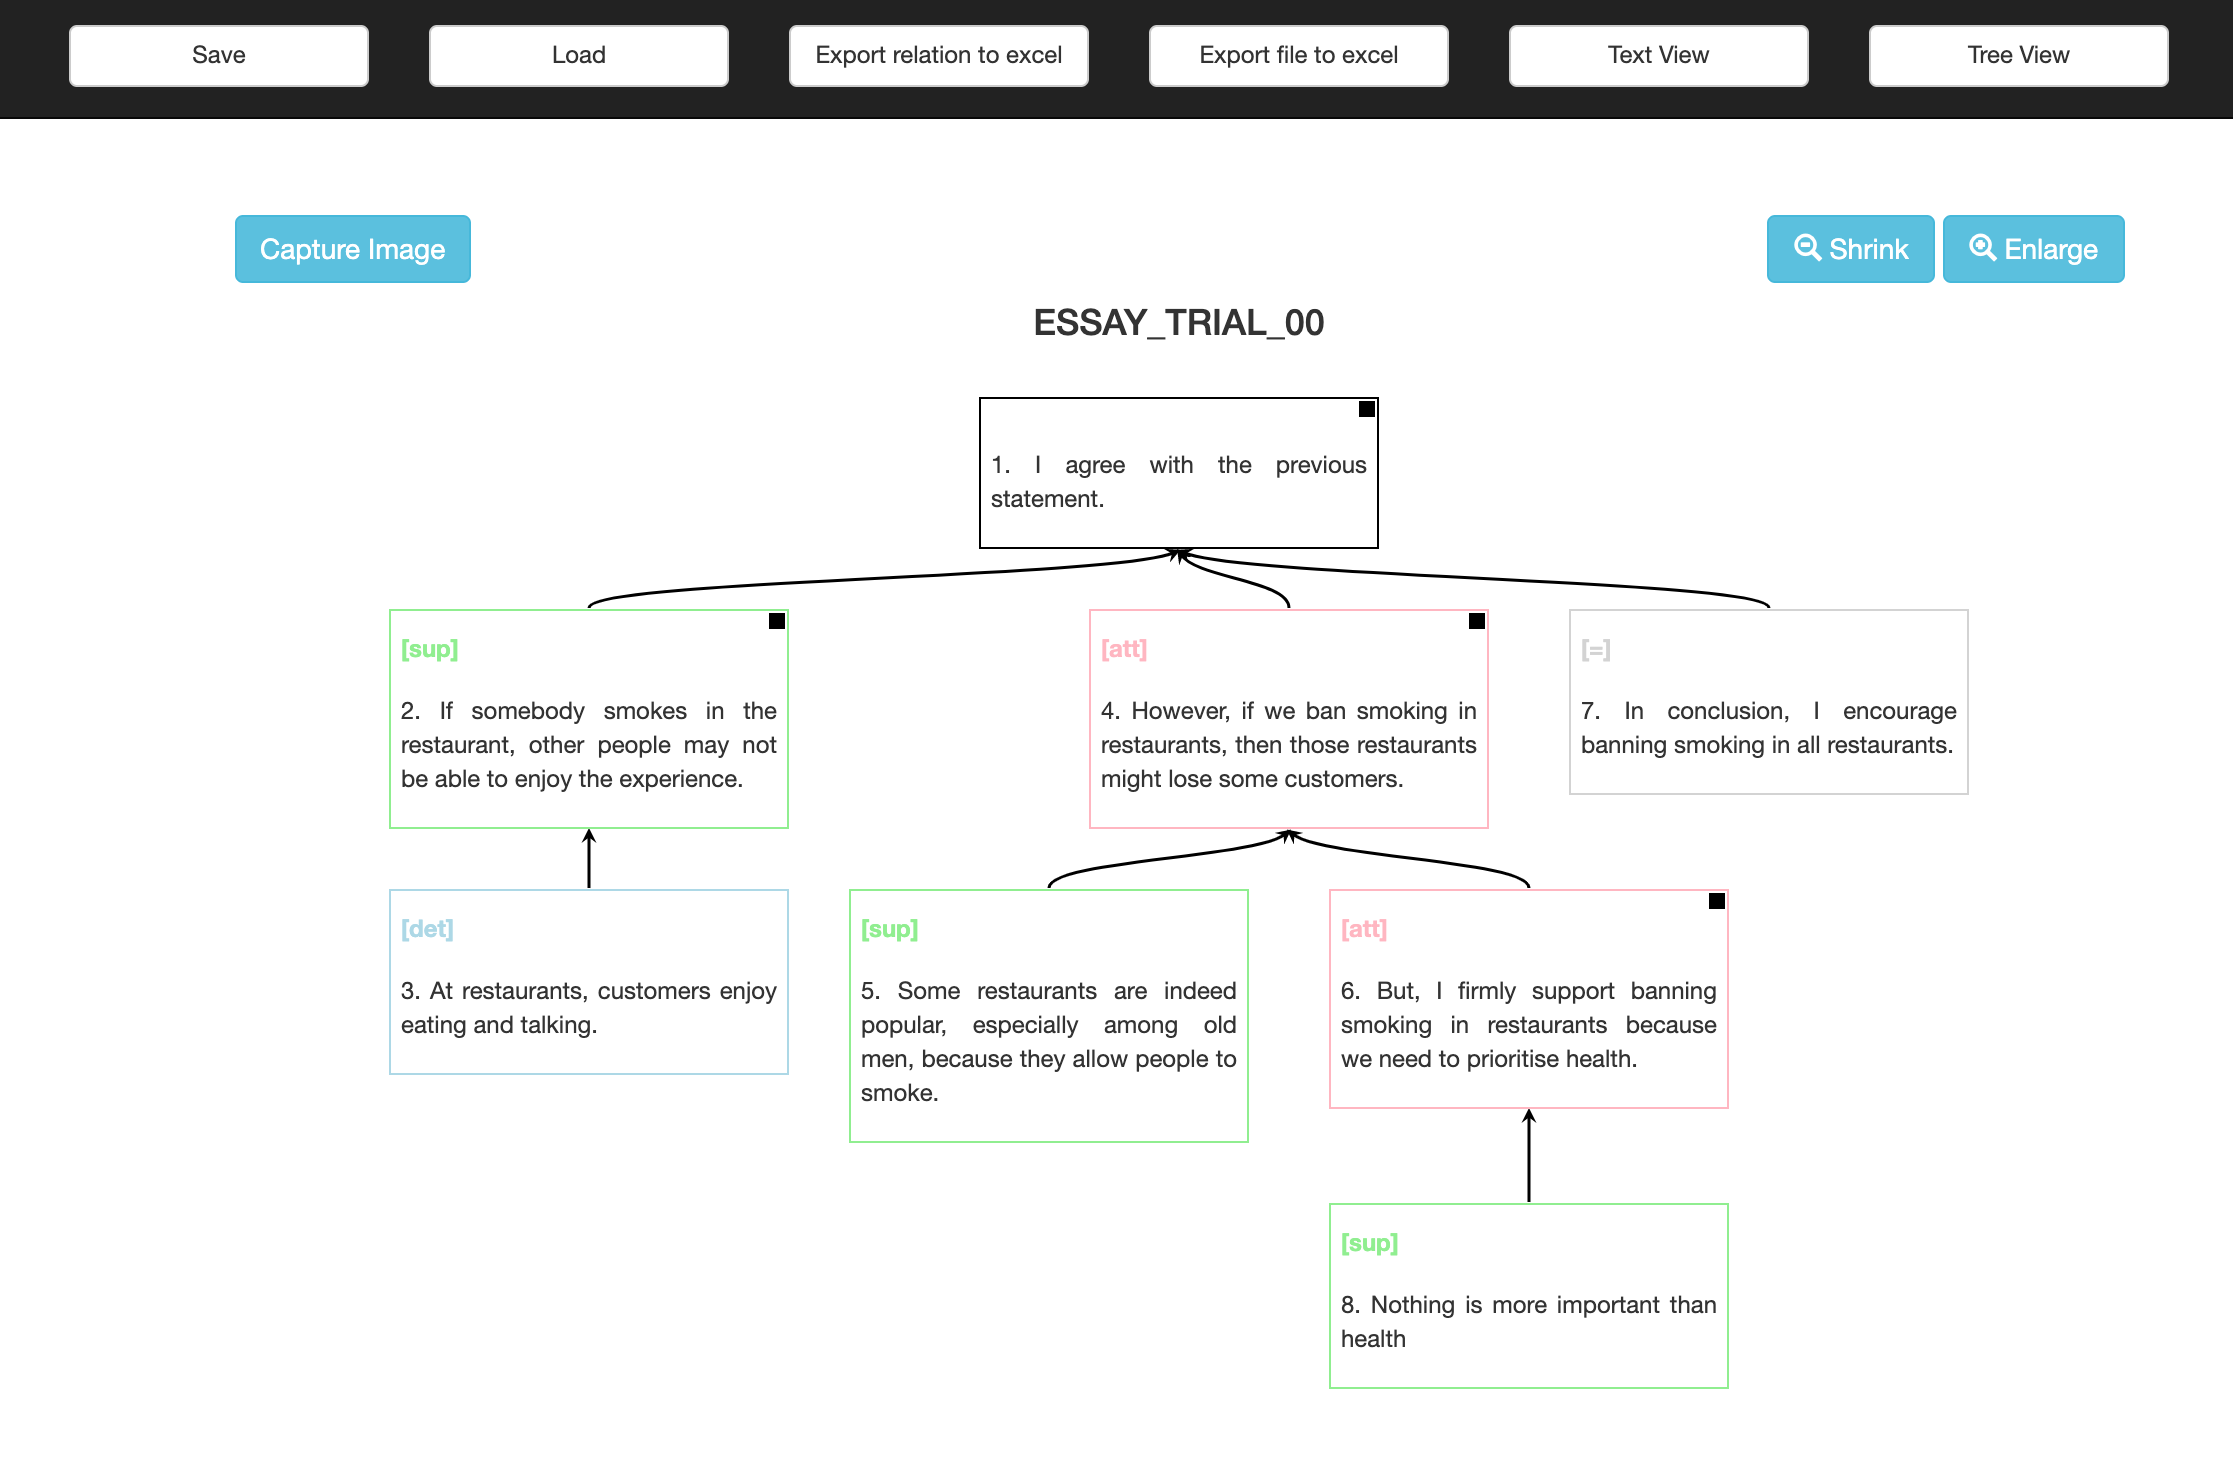 Save
Load
Export relation to excel
Export file to excel
Text View
Tree View
Capture Image
Shrink
Enlarge
ESSAY_TRIAL_00
1. I agree with the previous
statement.
[sup]
2. If somebody smokes in the
restaurant, other people may not
be able to enjoy the experience.
[att]
4. However, if we ban smoking in
restaurants, then those restaurants
might lose some customers.
[=]
7. In conclusion, I encourage
banning smoking in all restaurants.
[det]
3. At restaurants, customers enjoy
eating and talking.
[sup]
5. Some restaurants are indeed
popular, especially among old
men, because they allow people to
smoke.
[att]
6. But, I firmly support banning
smoking in restaurants because
we need to prioritise health.
[sup]
8. Nothing is more important than
health